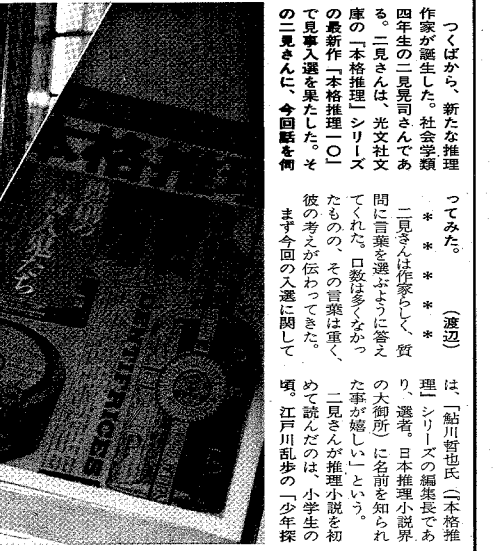 つくばから、新たな推理
作家が誕生した。社会学類
四年生の二見晃司さんであ
る。二見さんは、光文社文
庫の「本格推理」シリーズ
の最新作「本格推理一〇」
で見事入選を果たした。そ
の二見さんに、今回話を伺
ってみた。　　（渡辺）
＊　＊　＊　＊　＊
二見さんは作家らしく、質
問に言葉を選ぶように答え
てくれた。口数は多くなかっ
たものの、その言葉は重く、
彼の考えが伝わってきた。
まず今回の入選に関して
は、「鮎川哲也氏（『本格推
理』シリーズの編集長であ
り、選者。日本推理小説界
の大御所）に名前を知られ
た事が嬉しい」という。
二見さんが推理小説を初
めて読んだのは、小学生の
頃。江戸川乱歩の「少年探
本格推理